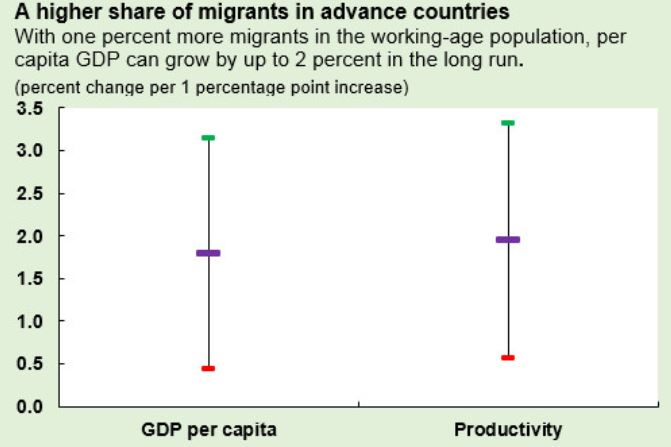 A higher share of migrants in advance countries
With one percent more migrants in the working-age population, per
capita GDP can grow by up to 2 percent in the long run.
(percent change per 1 percentage point increase)
3.5
3.0
2.5
2.0
1.5
1.0
0.5
0.0
GDP per capita
Productivity